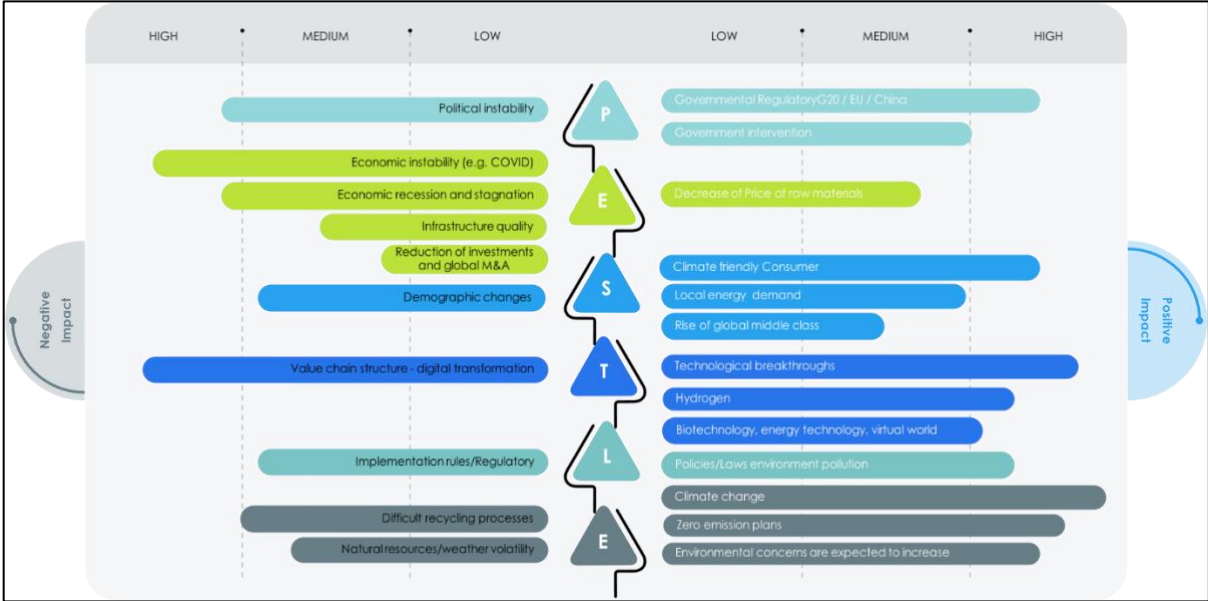 HIGH MEDIUM LOW LOW MEDIUM HIGH
Political instability
P
Governmental RegulatoryG20 / EU / China
Government intervention
Economic instability (e.g. COVID)
Economic recession and stagnation
Infrastructure quality
Reduction of investments
and global M&A
E
Decrease of Price of raw materials
Demographic changes
S
Climate friendly Consumer
Local energy demand
Rise of global middle class
Value chain structure - digital transformation
T
Technological breakthroughs
Hydrogen
Biotechnology, energy technology, virtual world
Implementation rules/Regulatory
L
Policies/Laws environment pollution
Difficult recycling processes
Natural resources/weather volatility
E
Climate change
Zero emission plans
Environmental concerns are expected to increase
Negative
Impact
Positive
Impact